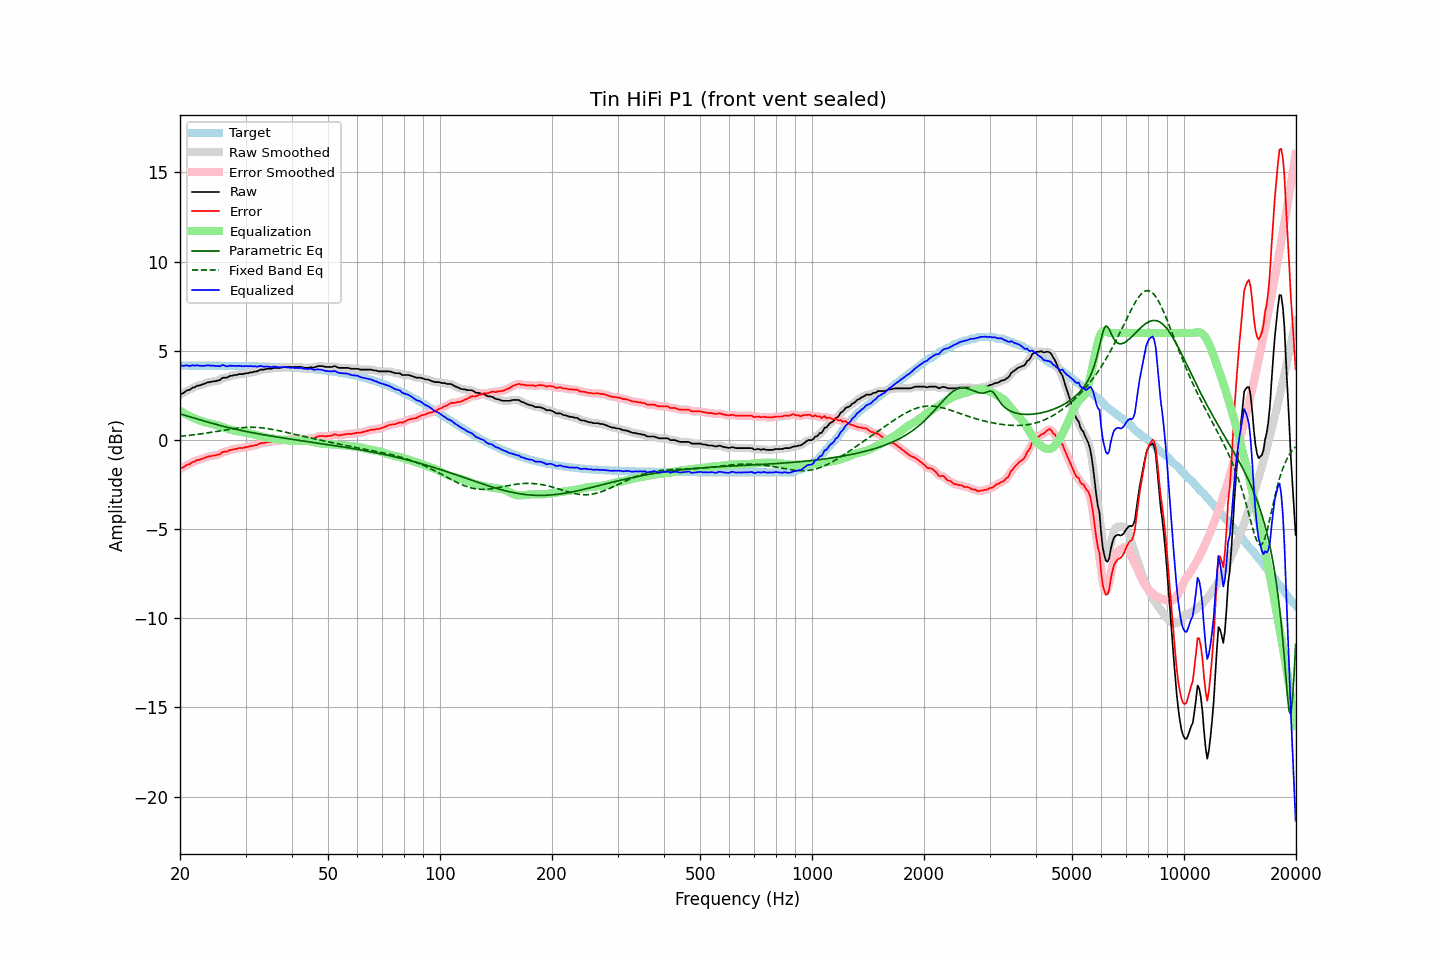 Tin HiFi P1 (front vent sealed)
Target
Raw Smoothed
Error Smoothed
Raw
Error
Equalization
Parametric Eq
Fixed Band Eq
Equalized
Amplitude (dBr)
15
10
5
0
−5
−10
−15
−20
20 50 100 200 500 1000 2000 5000 10000 20000
Frequency (Hz)